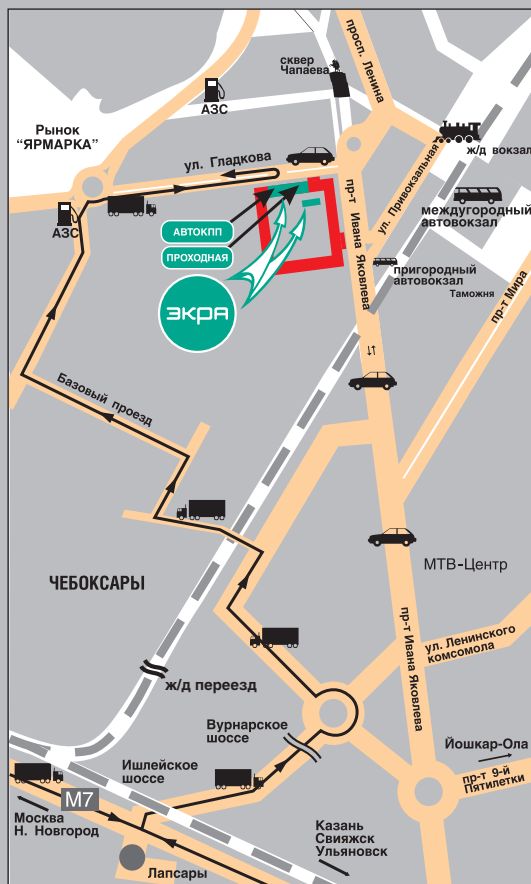 сквер
Чапаева
просп. Ленина
АЗС
Рынок
"ЯРМАРКА"
ул. Гладкова
ж/д вокзал
ул. Привокзальная
АЗС
междугородный
автовокзал
АВТОКПП
ПРОХОДНАЯ
пр-т Ивана Яковлева
пригородный
автовокзал
Таможня
пр-т Мира
ЭКРА
Базовый проезд
МТВ-Центр
ЧЕБОКСАРЫ
пр-т Ивана Яковлева
ул. Ленинского
комсомола
ж/д переезд
Вурнарское
шоссе
Йошкар-Ола
Ишлейское
шоссе
пр-т 9-й
Пятилетки
М7
Москва
Н. Новгород
Казань
Свияжск
Ульяновск
Лапсары